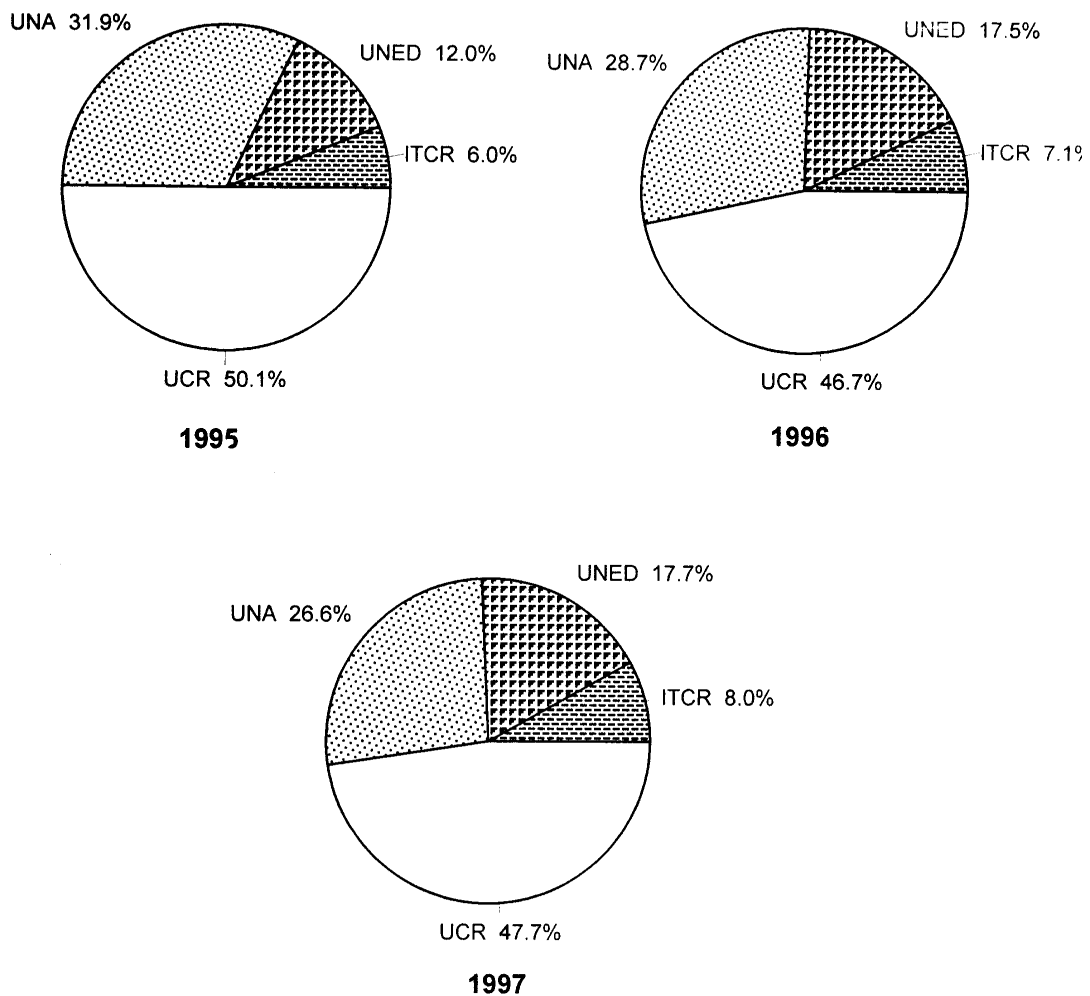 UNA 31.9%
UNED 12.0%
ITCR 6.0%
UCR 50.1%
1995
UNED 17.5%
UNA 28.7%
ITCR 7.1%
UCR 46.7%
1996
UNED 17.7%
UNA 26.6%
ITCR 8.0%
UCR 47.7%
1997